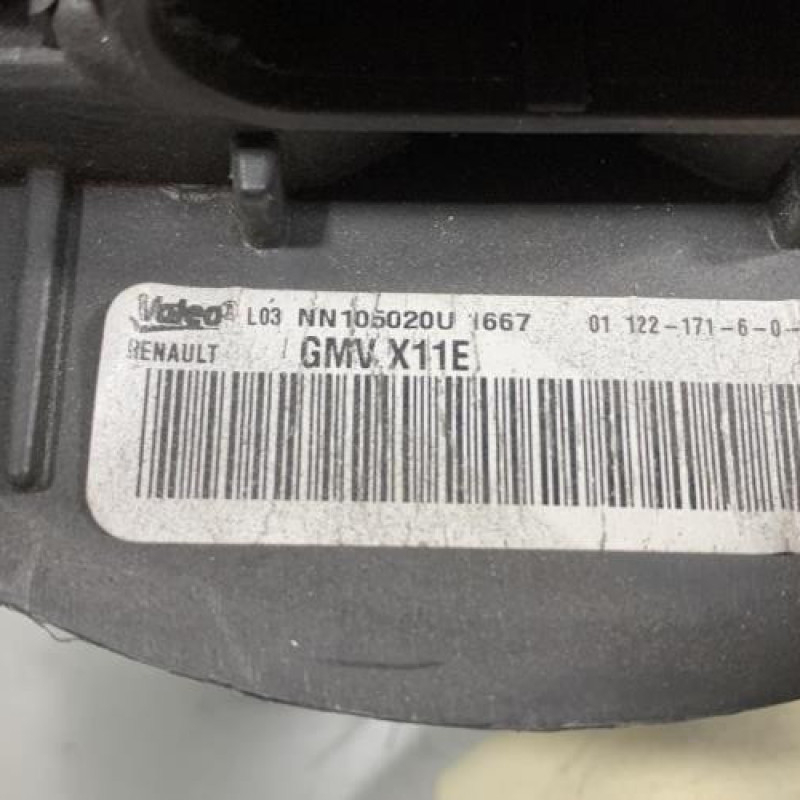 Valeo L03 NN105020U 1667 01 122-171-6-0-
RENAULT GMV X11E